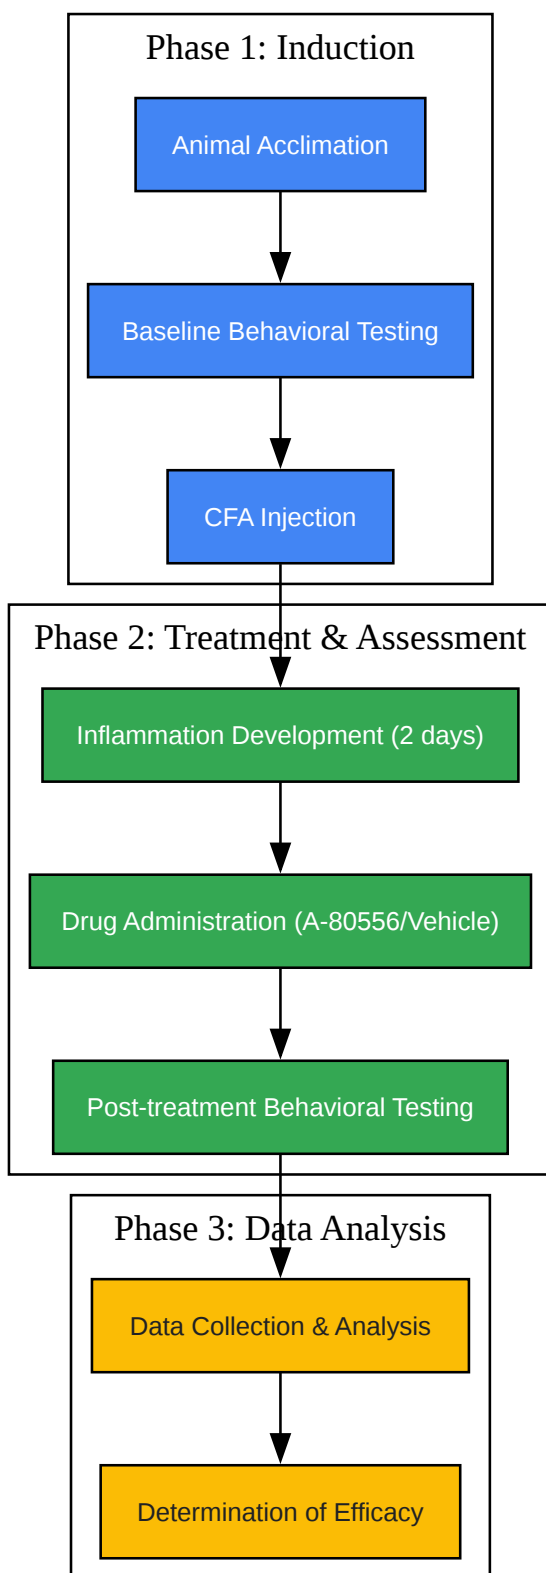 Phase 1: Induction
Animal Acclimation
Baseline Behavioral Testing
CFA Injection
Phase 2: Treatment & Assessment
Inflammation Development (2 days)
Drug Administration (A-80556/Vehicle)
Post-treatment Behavioral Testing
Phase 3: Data Analysis
Data Collection & Analysis
Determination of Efficacy